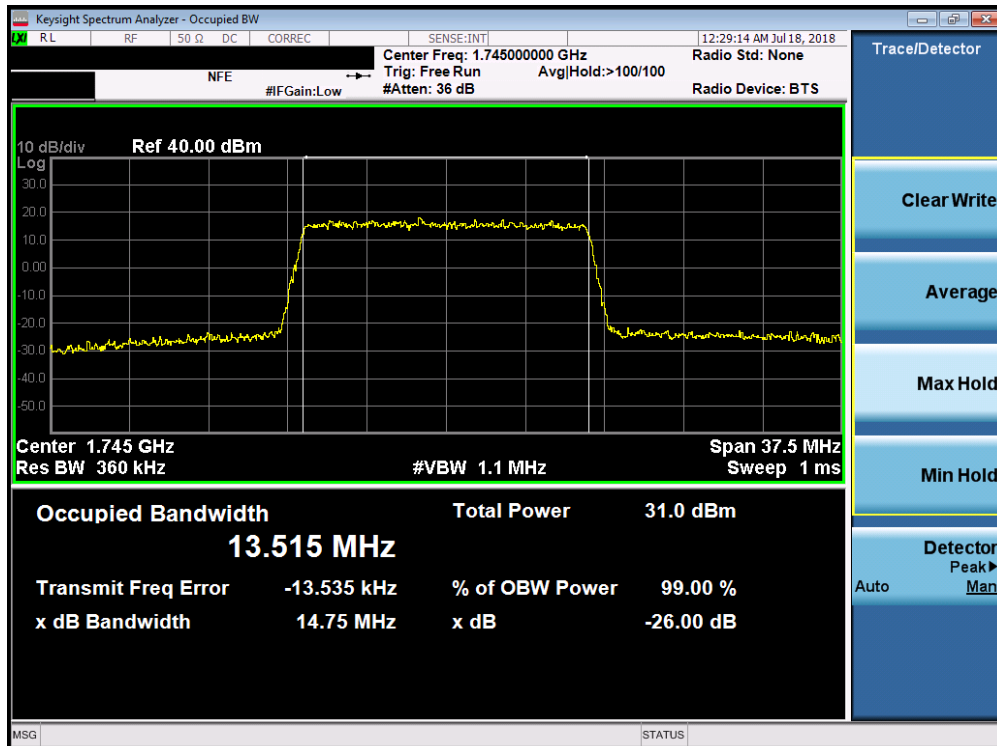 Keysight Spectrum Analyzer - Occupied BW
LXI RL RF 50 Ω DC CORREC SENSE:INT 12:29:14 AM Jul 18, 2018
Center Freq: 1.745000000 GHz Radio Std: None
NFE Trig: Free Run Avg|Hold:>100/100
#IFGain:Low #Atten: 36 dB Radio Device: BTS
Trace/Detector
10 dB/div Ref 40.00 dBm
Log
30.0
20.0
10.0
0.00
-10.0
-20.0
-30.0
-40.0
-50.0
Center 1.745 GHz Span 37.5 MHz
Res BW 360 kHz #VBW 1.1 MHz Sweep 1 ms
Occupied Bandwidth Total Power 31.0 dBm
13.515 MHz
Transmit Freq Error -13.535 kHz % of OBW Power 99.00 %
x dB Bandwidth 14.75 MHz x dB -26.00 dB
Clear Write
Average
Max Hold
Min Hold
Detector
Peak▶
Auto Man
MSG STATUS